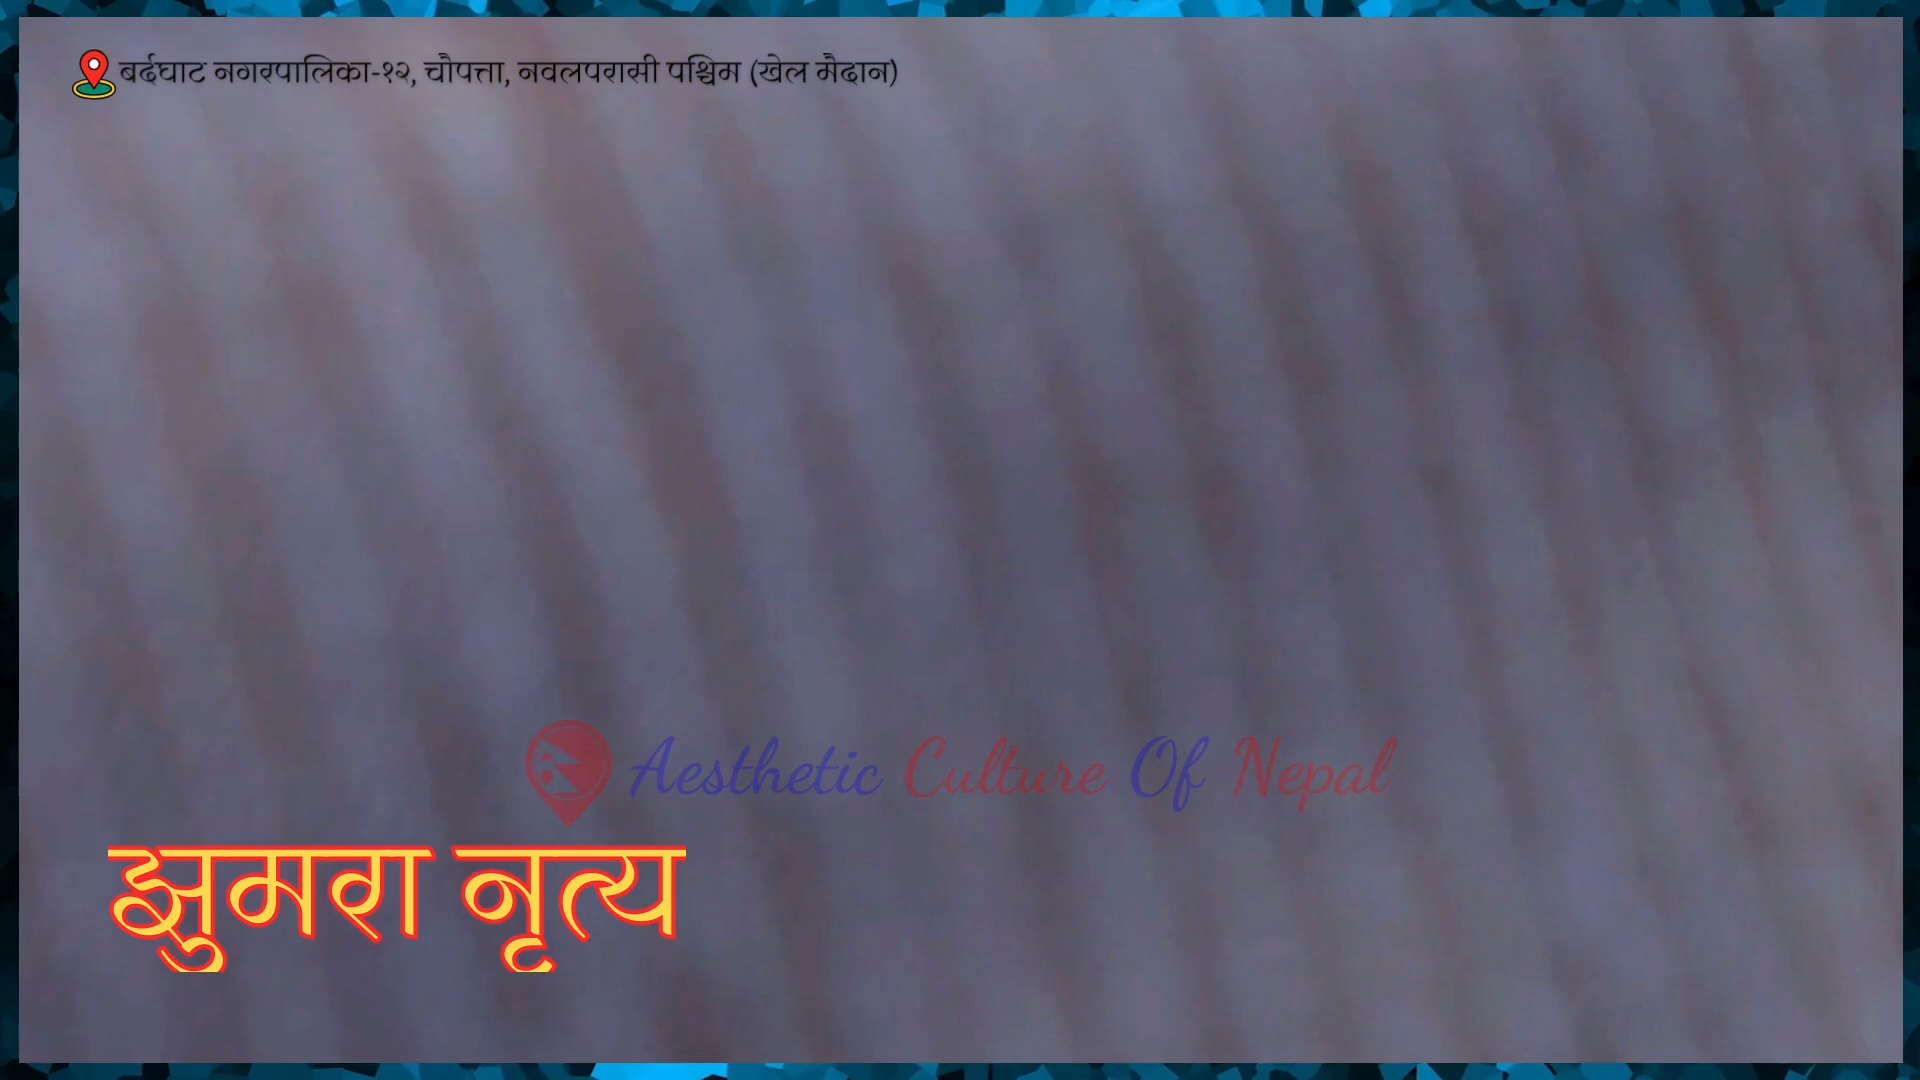 बर्दघाट नगरपालिका-१२, चौपत्ता, नवलपरासी पश्चिम (खेल मैदान)
Aesthetic Culture Of Nepal
झुमरा नृत्य